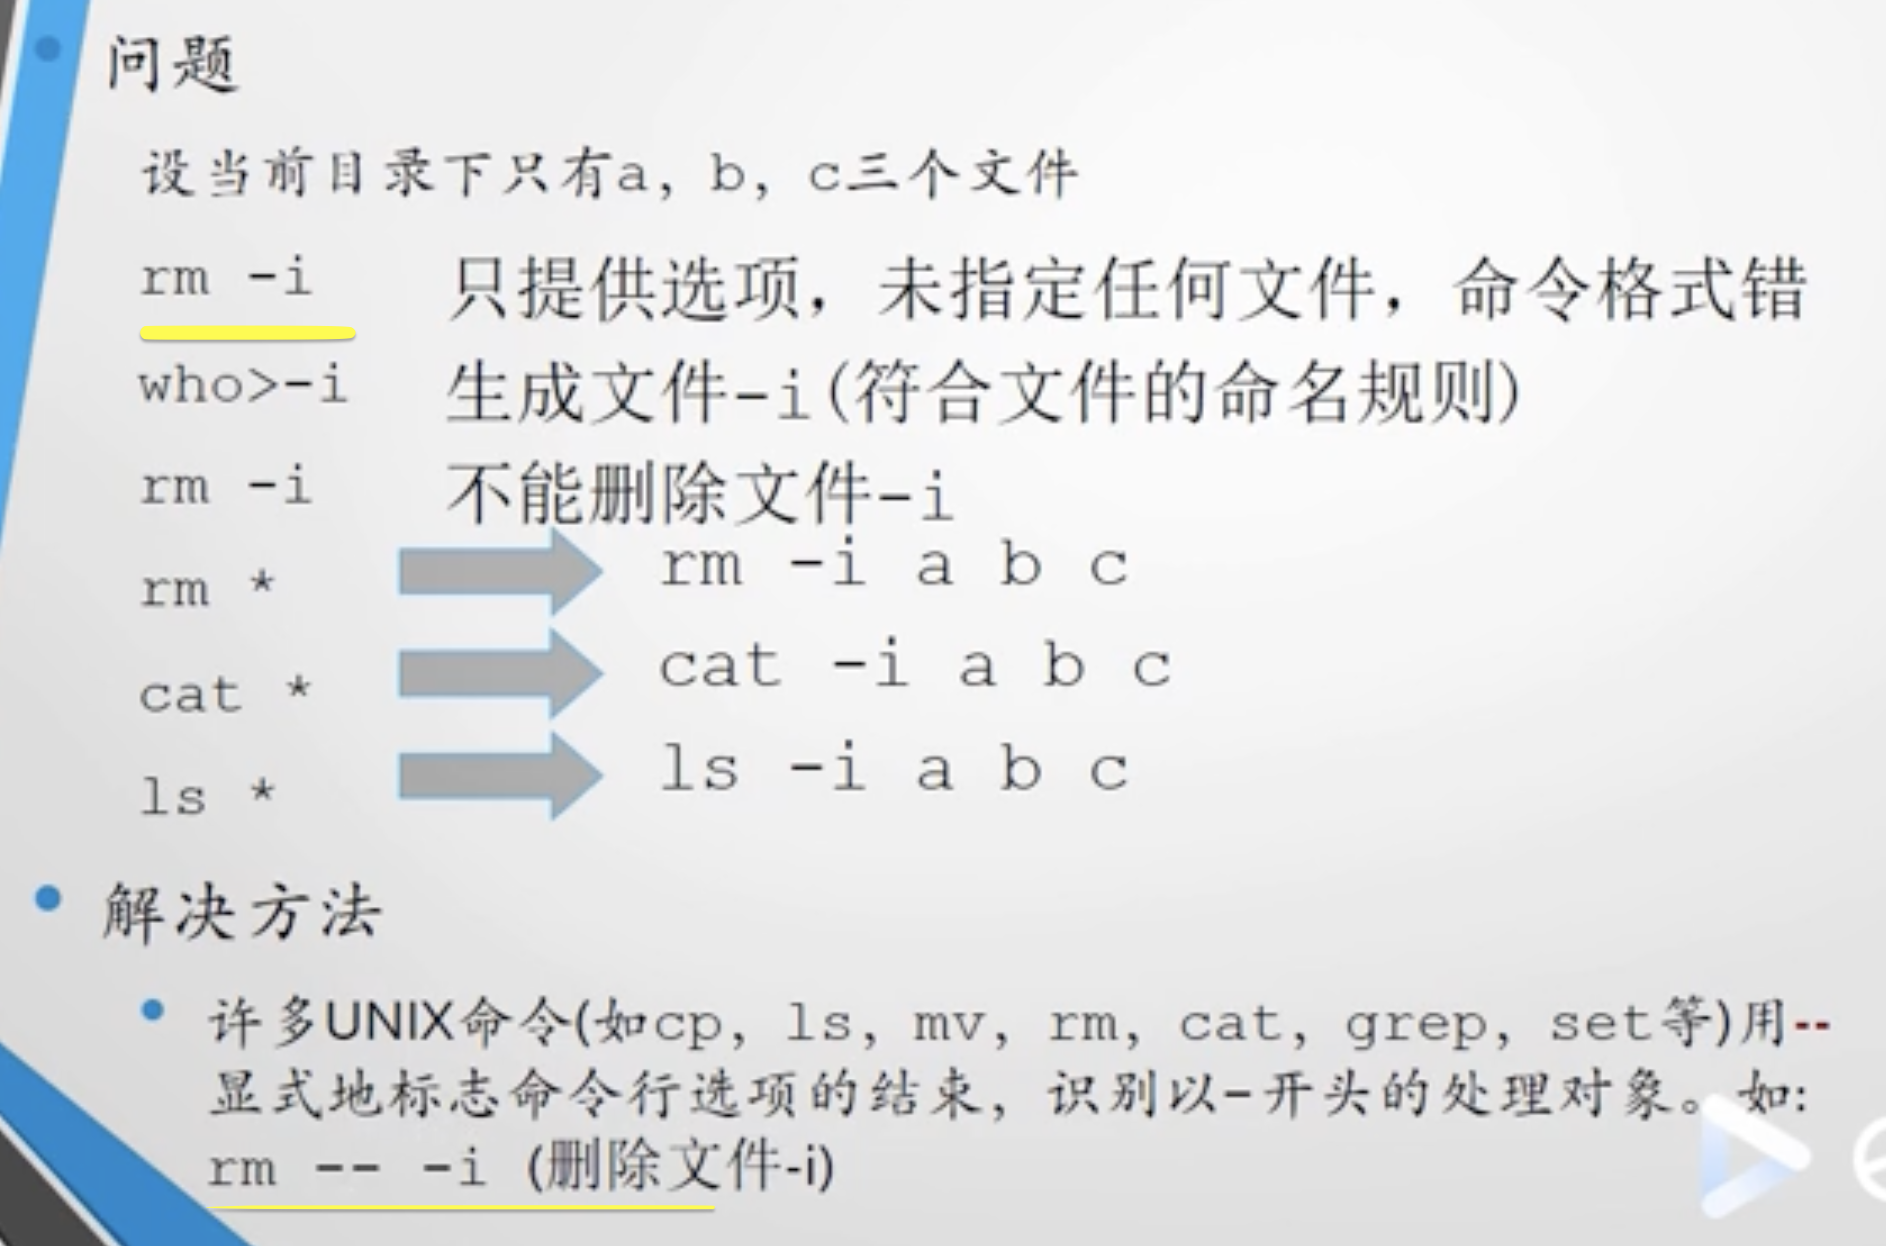 问题
设当前目录下只有a, b, c三个文件
rm -i 只提供选项，未指定任何文件，命令格式错
who>-i 生成文件-i(符合文件的命名规则)
rm -i 不能删除文件-i
rm * rm -i a b c
cat * cat -i a b c
ls * ls -i a b c
解决方法
许多UNIX命令(如cp, ls, mv, rm, cat, grep, set等)用--
显式地标志命令行选项的结束, 识别以-开头的处理对象。如:
rm -- -i (删除文件-i)